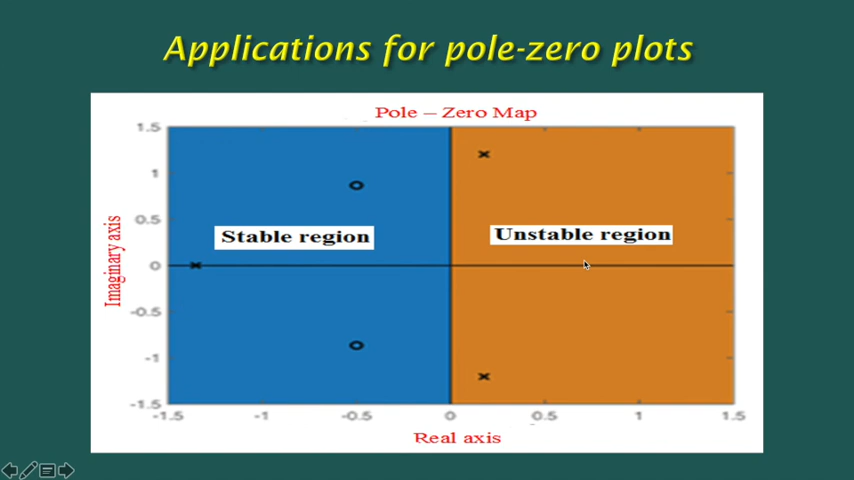 Applications for pole-zero plots
Pole – Zero Map
1.5
1
0.5
0
-0.5
-1
-1.5
Imaginary axis
Stable region
Unstable region
-1.5 -1 -0.5 0 0.5 1 1.5
Real axis